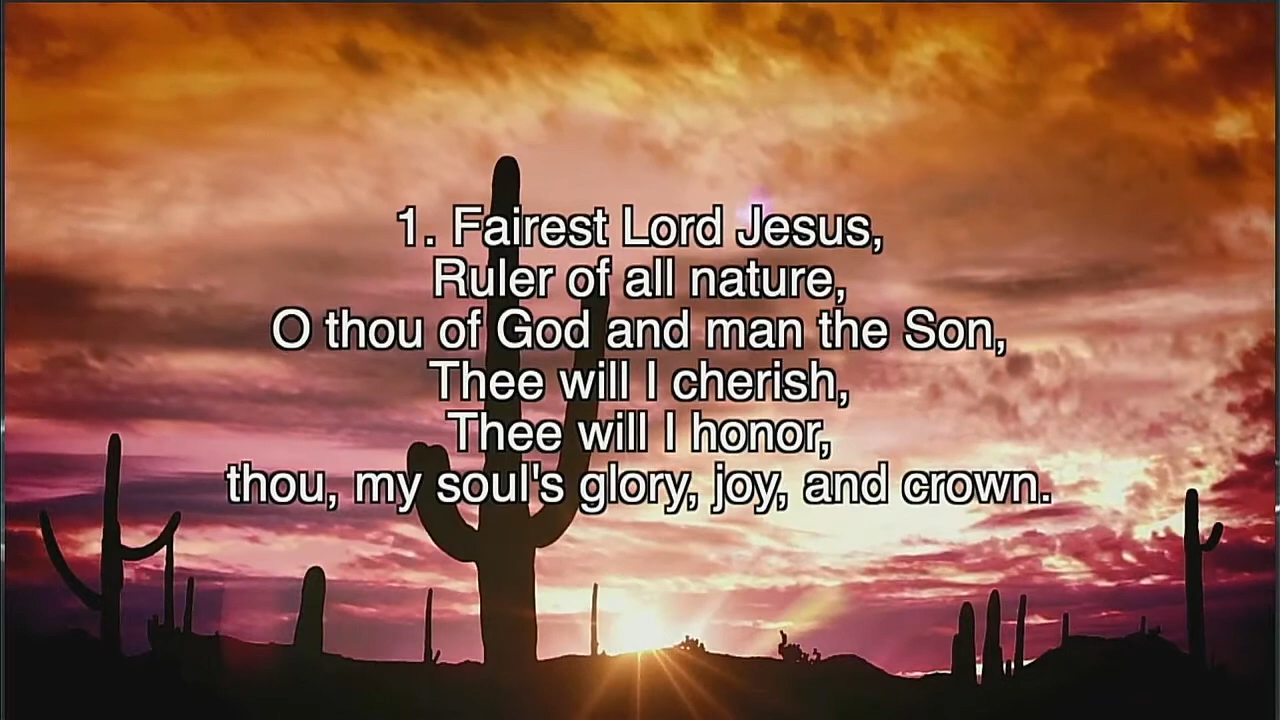 1. Fairest Lord Jesus,
Ruler of all nature,
O thou of God and man the Son,
Thee will I cherish,
Thee will I honor,
thou, my soul's glory, joy, and crown.